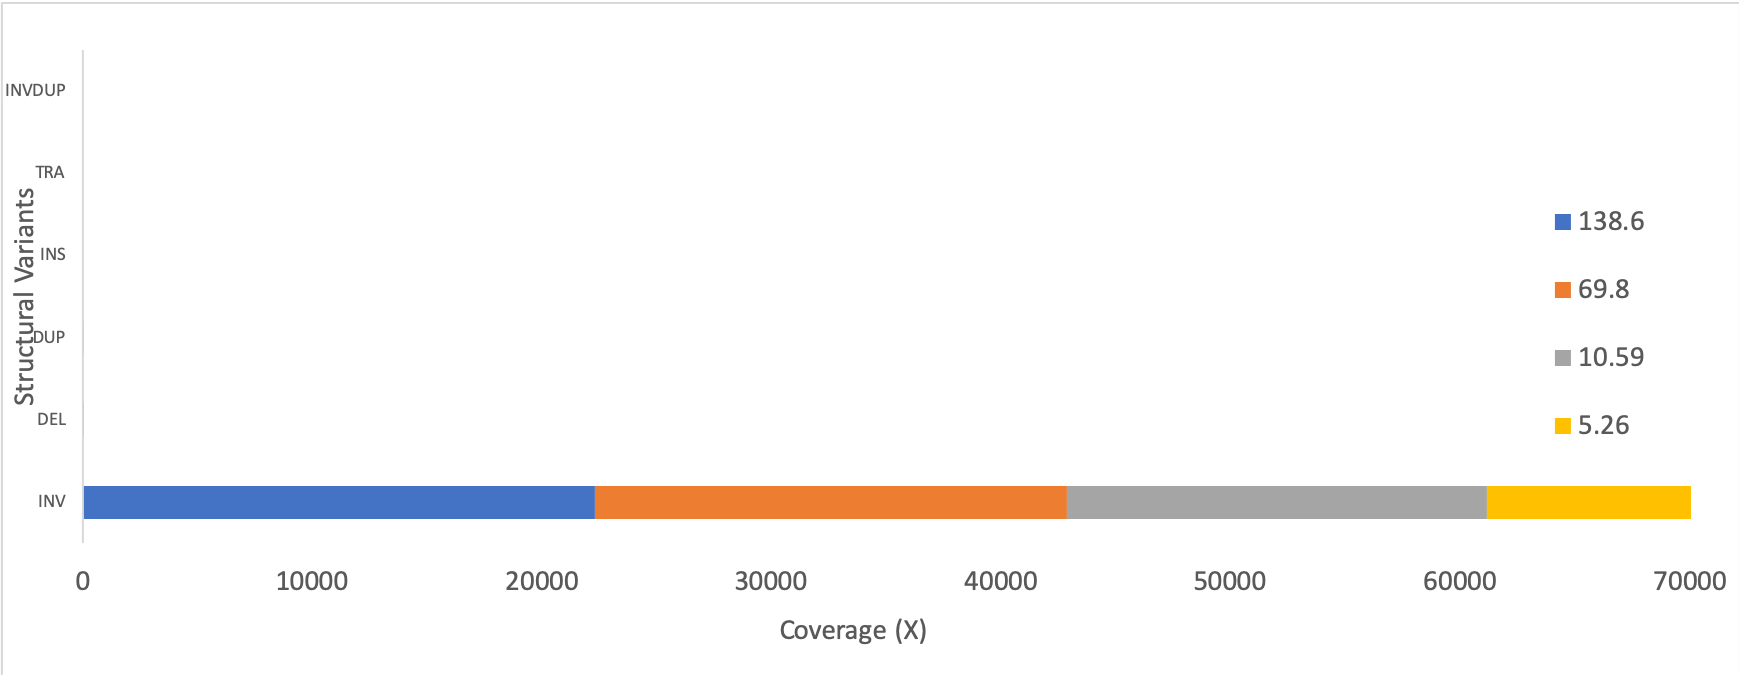 INVDUP
TRA
INS
DUP
DEL
INV
Structural Variants
138.6
69.8
10.59
5.26
0 10000 20000 30000 40000 50000 60000 70000
Coverage (X)